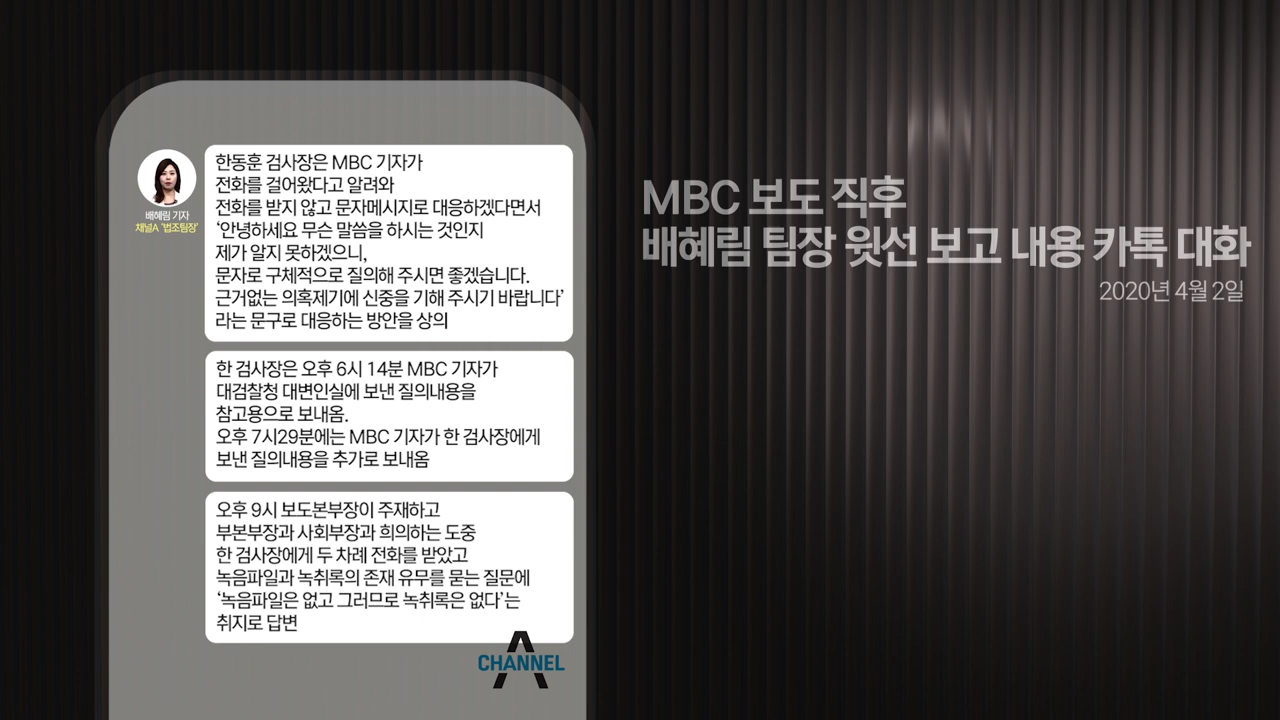 MBC 보도 직후
배혜림 팀장 윗선 보고 내용 카톡 대화
2020년 4월 2일
배혜림 기자
채널A '법조팀장'
한동훈 검사장은 MBC 기자가
전화를 걸어왔다고 알려와
전화를 받지 않고 문자메시지로 대응하겠다면서
'안녕하세요 무슨 말씀을 하시는 것인지
제가 알지 못하겠으니,
문자로 구체적으로 질의해 주시면 좋겠습니다.
근거없는 의혹제기에 신중을 기해 주시기 바랍니다'
라는 문구로 대응하는 방안을 상의
한 검사장은 오후 6시 14분 MBC 기자가
대검찰청 대변인실에 보낸 질의내용을
참고용으로 보내옴.
오후 7시29분에는 MBC 기자가 한 검사장에게
보낸 질의내용을 추가로 보내옴
오후 9시 보도본부장이 주재하고
부본부장과 사회부장과 희의하는 도중
한 검사장에게 두 차례 전화를 받았고
녹음파일과 녹취록의 존재 유무를 묻는 질문에
'녹음파일은 없고 그러므로 녹취록은 없다'는
취지로 답변
CHANNEL A